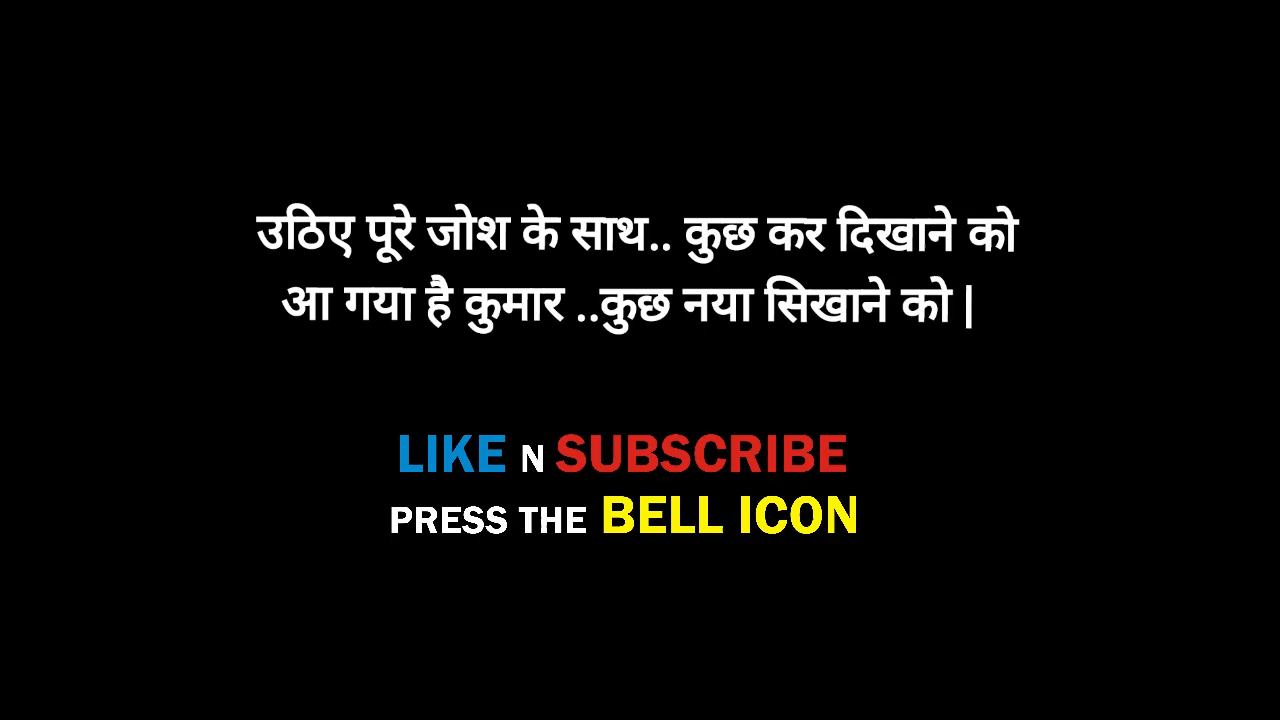 उठिए पूरे जोश के साथ.. कुछ कर दिखाने को
आ गया है कुमार ..कुछ नया सिखाने को |
LIKE N SUBSCRIBE
PRESS THE BELL ICON